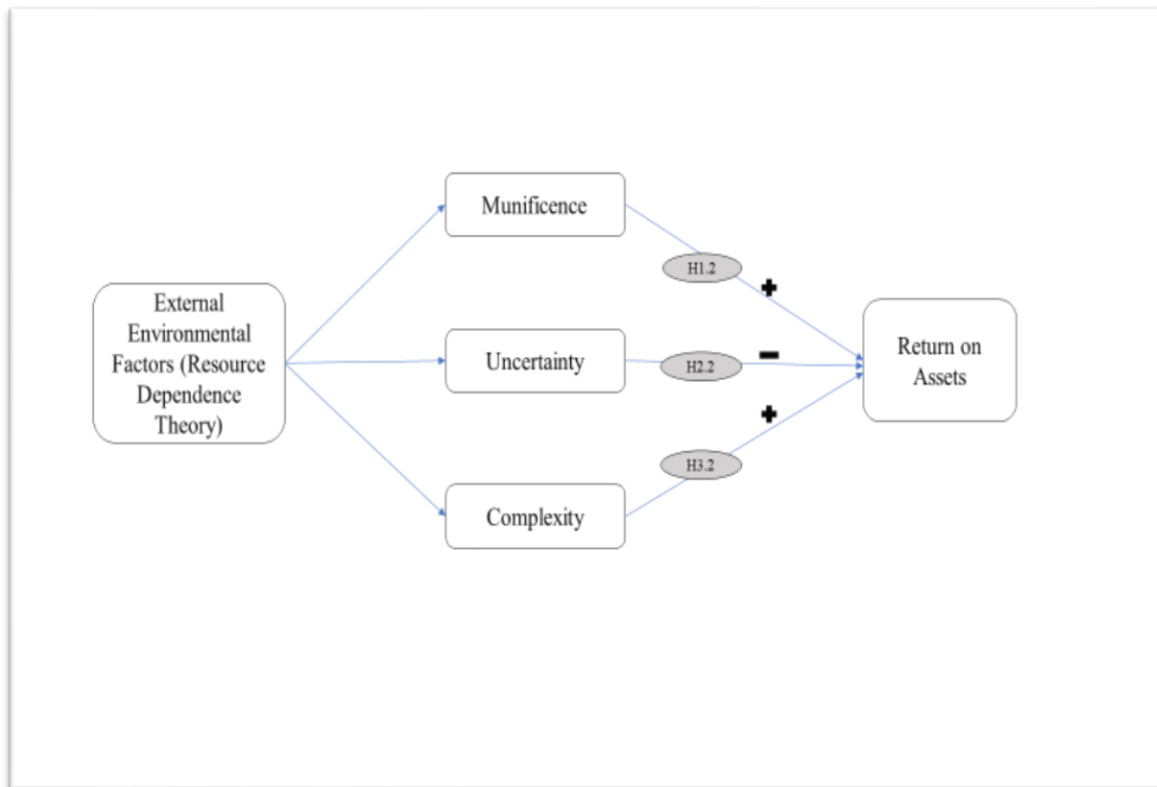 Munificence
H1.2
+
External
Environmental
Factors (Resource
Dependence
Theory)
Uncertainty
H2.2
-
Return on
Assets
+
H3.2
Complexity